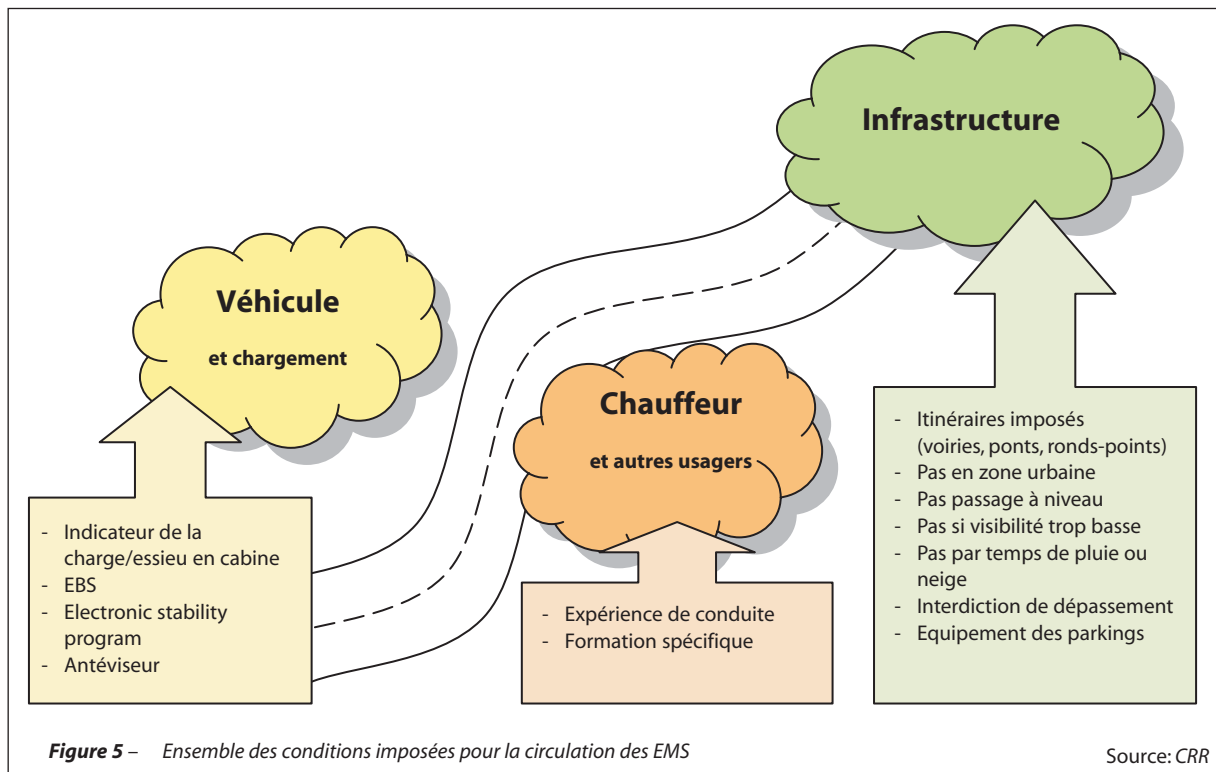 Infrastructure
Véhicule
et chargement
Chauffeur
et autres usagers
- Indicateur de la
charge/essieu en cabine
- EBS
- Electronic stability
program
- Antéviseur
- Expérience de conduite
- Formation spécifique
- Itinéraires imposés
(voiries, ponts, ronds-points)
- Pas en zone urbaine
- Pas passage à niveau
- Pas si visibilité trop basse
- Pas par temps de pluie ou
neige
- Interdiction de dépassement
- Equipement des parkings
Figure 5 – Ensemble des conditions imposées pour la circulation des EMS
Source: CRR